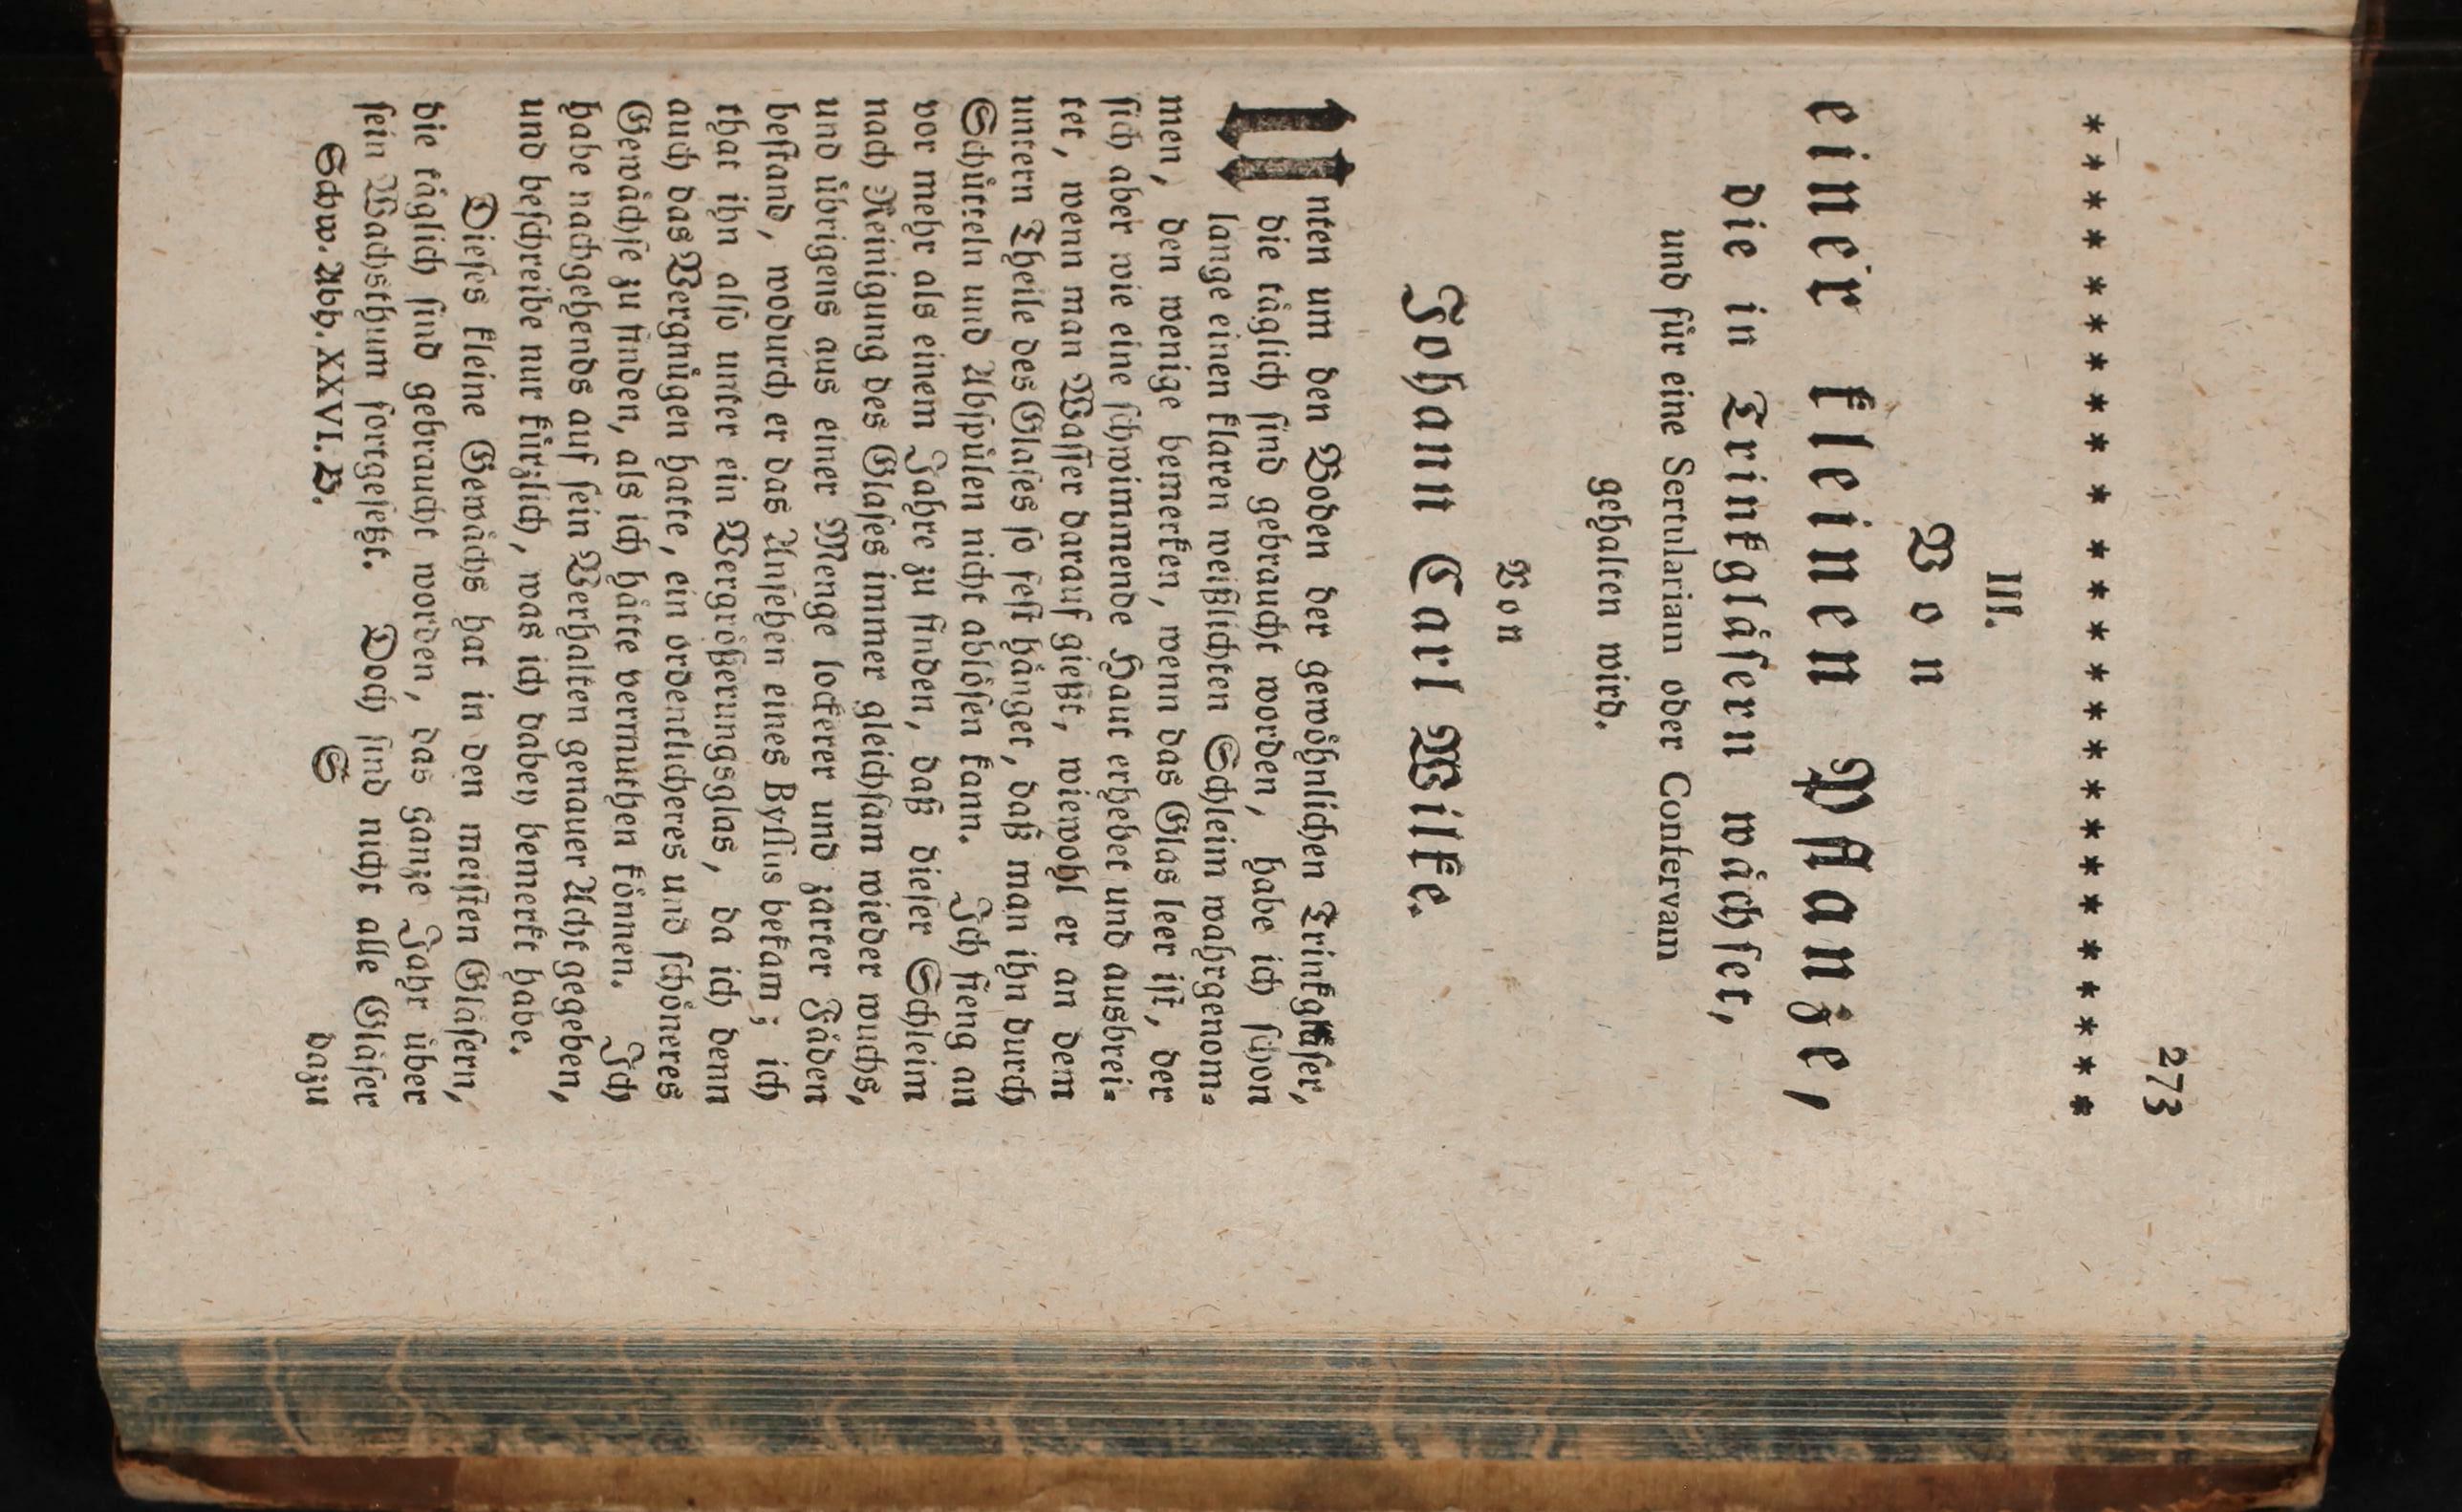 273
* * * * * * * * * * * * * * * * * * * * * * * * *
III.
Von
einer kleinen Pflanze,
die in Trinkgläsern wächset,
und für eine Sertulariam oder Confervam
gehalten wird.
Von
Johann Carl Wilke.
Unten um den Boden der gewöhnlichen Trinkgläser,
die täglich sind gebraucht worden, habe ich schon
lange einen klaren weißlichten Schleim wahrgenom-
men, den wenige bemerken, wenn das Glas leer ist, der
sich aber wie eine schwimmende Haut erhebet und ausbrei-
tet, wenn man Wasser darauf gießt, wiewohl er an dem
untern Theile des Glases so fest hänget, daß man ihn durch
Schütteln und Abspülen nicht ablösen kann. Ich fieng an
vor mehr als einem Jahre zu finden, daß dieser Schleim
nach Reinigung des Glases immer gleichsam wieder wuchs,
und übrigens aus einer Menge lockerer und zarter Fäden
bestand, wodurch er das Ansehen eines Byssus bekam; ich
that ihn also unter ein Vergrößerungsglas, da ich denn
auch das Vergnügen hatte, ein ordentlicheres und schöneres
Gewächse zu finden, als ich hätte vermuthen können. Ich
habe nachgehends auf sein Verhalten genauer Acht gegeben,
und beschreibe nur kürzlich, was ich dabey bemerkt habe.
Dieses kleine Gewächs hat in den meisten Gläsern,
die täglich sind gebraucht worden, das ganze Jahr über
sein Wachsthum fortgesetzt. Doch sind nicht alle Gläser
Schw. Abh. XXVI. B. S dazu